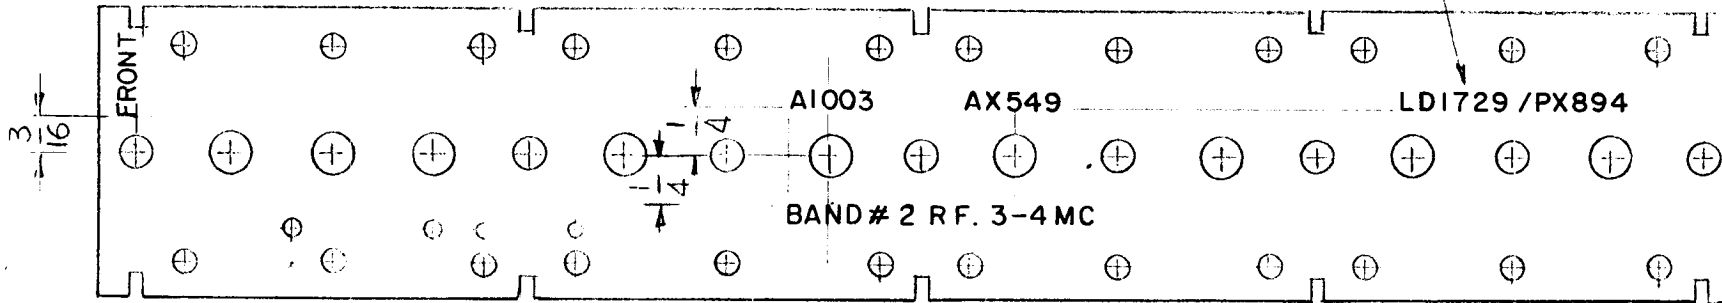 FRONT
3/16
A1003 AX549 LD1729/PX894
1/4
1/4
BAND # 2 RF. 3-4 MC